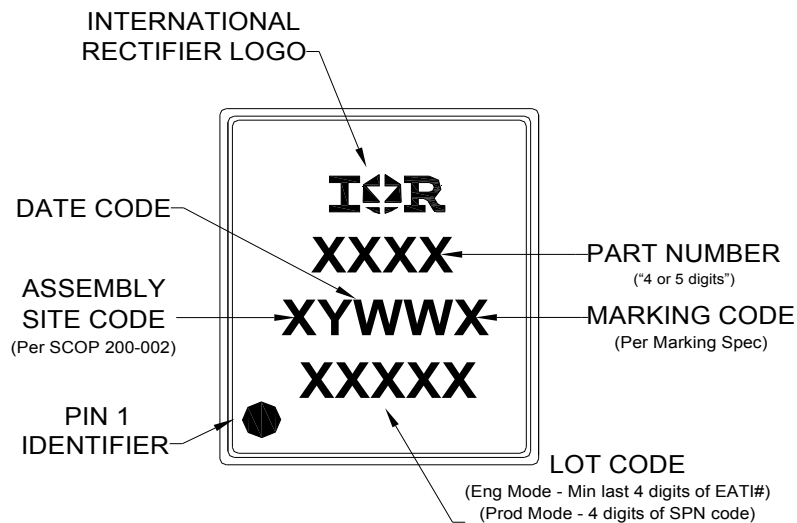 INTERNATIONAL
RECTIFIER LOGO
IOR
DATE CODE
XXXX
PART NUMBER
(“4 or 5 digits”)
ASSEMBLY
SITE CODE
(Per SCOP 200-002)
XYWWX
MARKING CODE
(Per Marking Spec)
XXXXX
PIN 1
IDENTIFIER
LOT CODE
(Eng Mode - Min last 4 digits of EATI#)
(Prod Mode - 4 digits of SPN code)